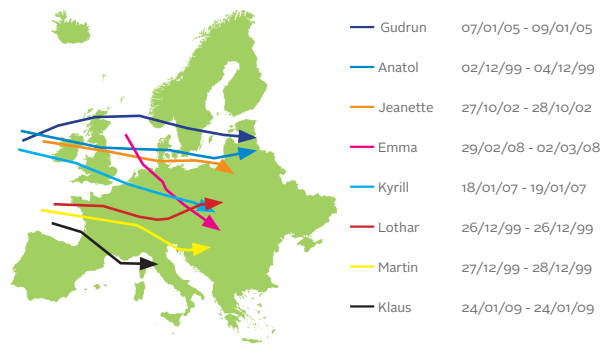 Gudrun 07/01/05 - 09/01/05
Anatol 02/12/99 - 04/12/99
Jeanette 27/10/02 - 28/10/02
Emma 29/02/08 - 02/03/08
Kyrill 18/01/07 - 19/01/07
Lothar 26/12/99 - 26/12/99
Martin 27/12/99 - 28/12/99
Klaus 24/01/09 - 24/01/09